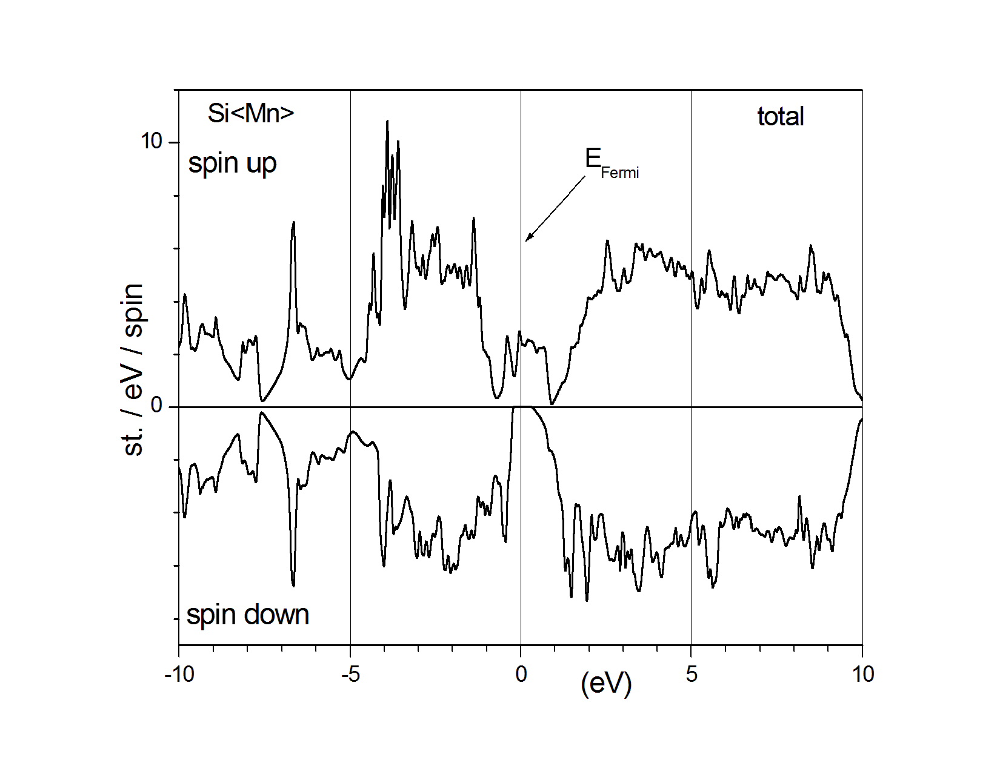 Si<Mn>
total
10
spin up
E Fermi
st. / eV / spin
0
spin down
-10
-5
0
5
10
(eV)